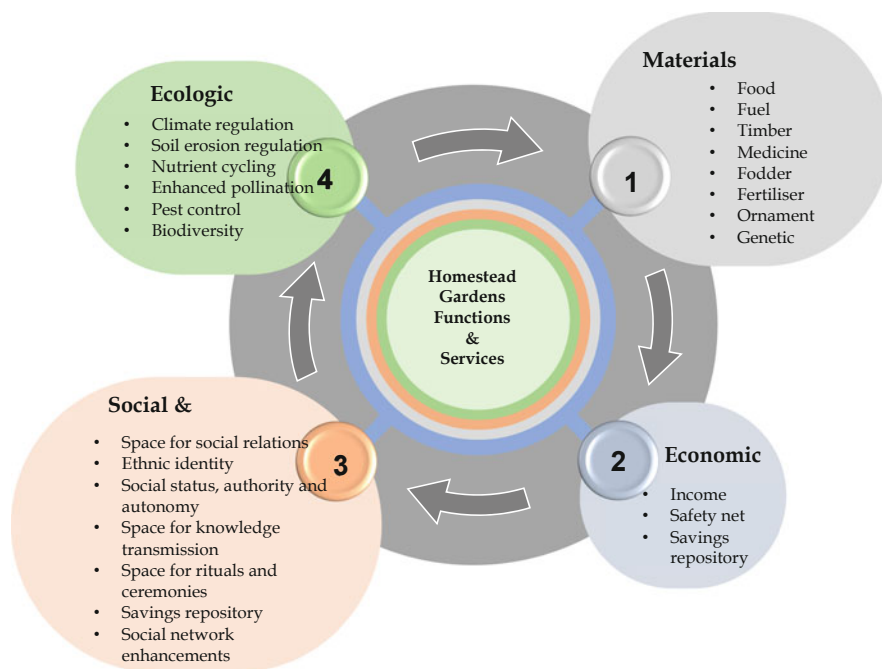 Homestead
Gardens
Functions
&
Services
1
Materials
• Food
• Fuel
• Timber
• Medicine
• Fodder
• Fertiliser
• Ornament
• Genetic
2
Economic
• Income
• Safety net
• Savings
repository
3
Social &
• Space for social relations
• Ethnic identity
• Social status, authority and
autonomy
• Space for knowledge
transmission
• Space for rituals and
ceremonies
• Savings repository
• Social network
enhancements
4
Ecologic
• Climate regulation
• Soil erosion regulation
• Nutrient cycling
• Enhanced pollination
• Pest control
• Biodiversity